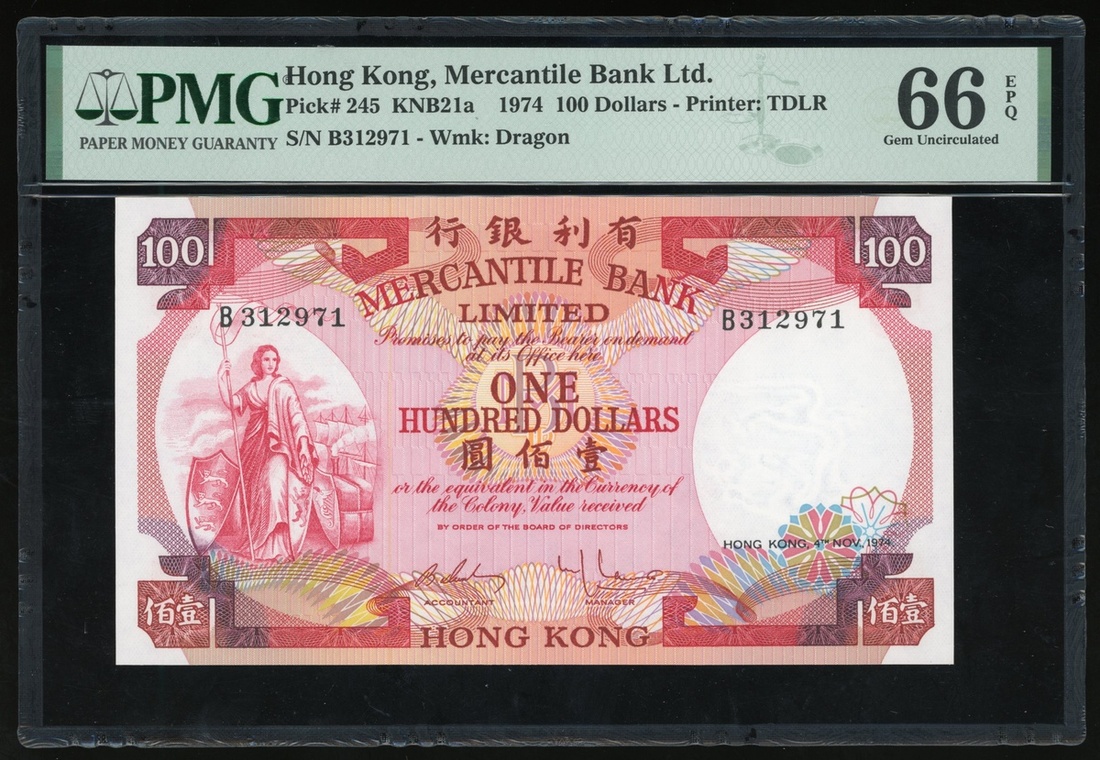 PMG
PAPER MONEY GUARANTY
Hong Kong, Mercantile Bank Ltd.
Pick# 245 KNB21a 1974 100 Dollars - Printer: TDLR
S/N B312971 - Wmk: Dragon
66 EPQ
Gem Uncirculated
行銀利有
100
100
MERCANTILE BANK
LIMITED
B312971
B312971
Promises to pay the Bearer on demand
at its Office here
ONE
HUNDRED DOLLARS
圓佰壹
or the equivalent in the Currency of
the Colony, Value received
BY ORDER OF THE BOARD OF DIRECTORS
HONG KONG, 4TH NOV. 1974
ACCOUNTANT
MANAGER
佰壹
佰壹
HONG KONG